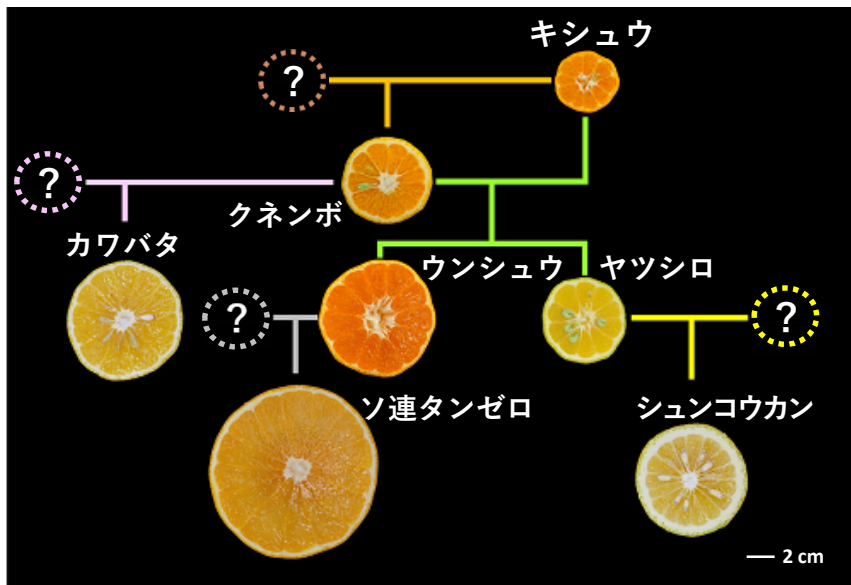 キシュウ
?
?
クネンボ
カワバタ
ウンシュウ
ヤツシロ
?
?
ソ連タンゼロ
シュンコウカン
2 cm